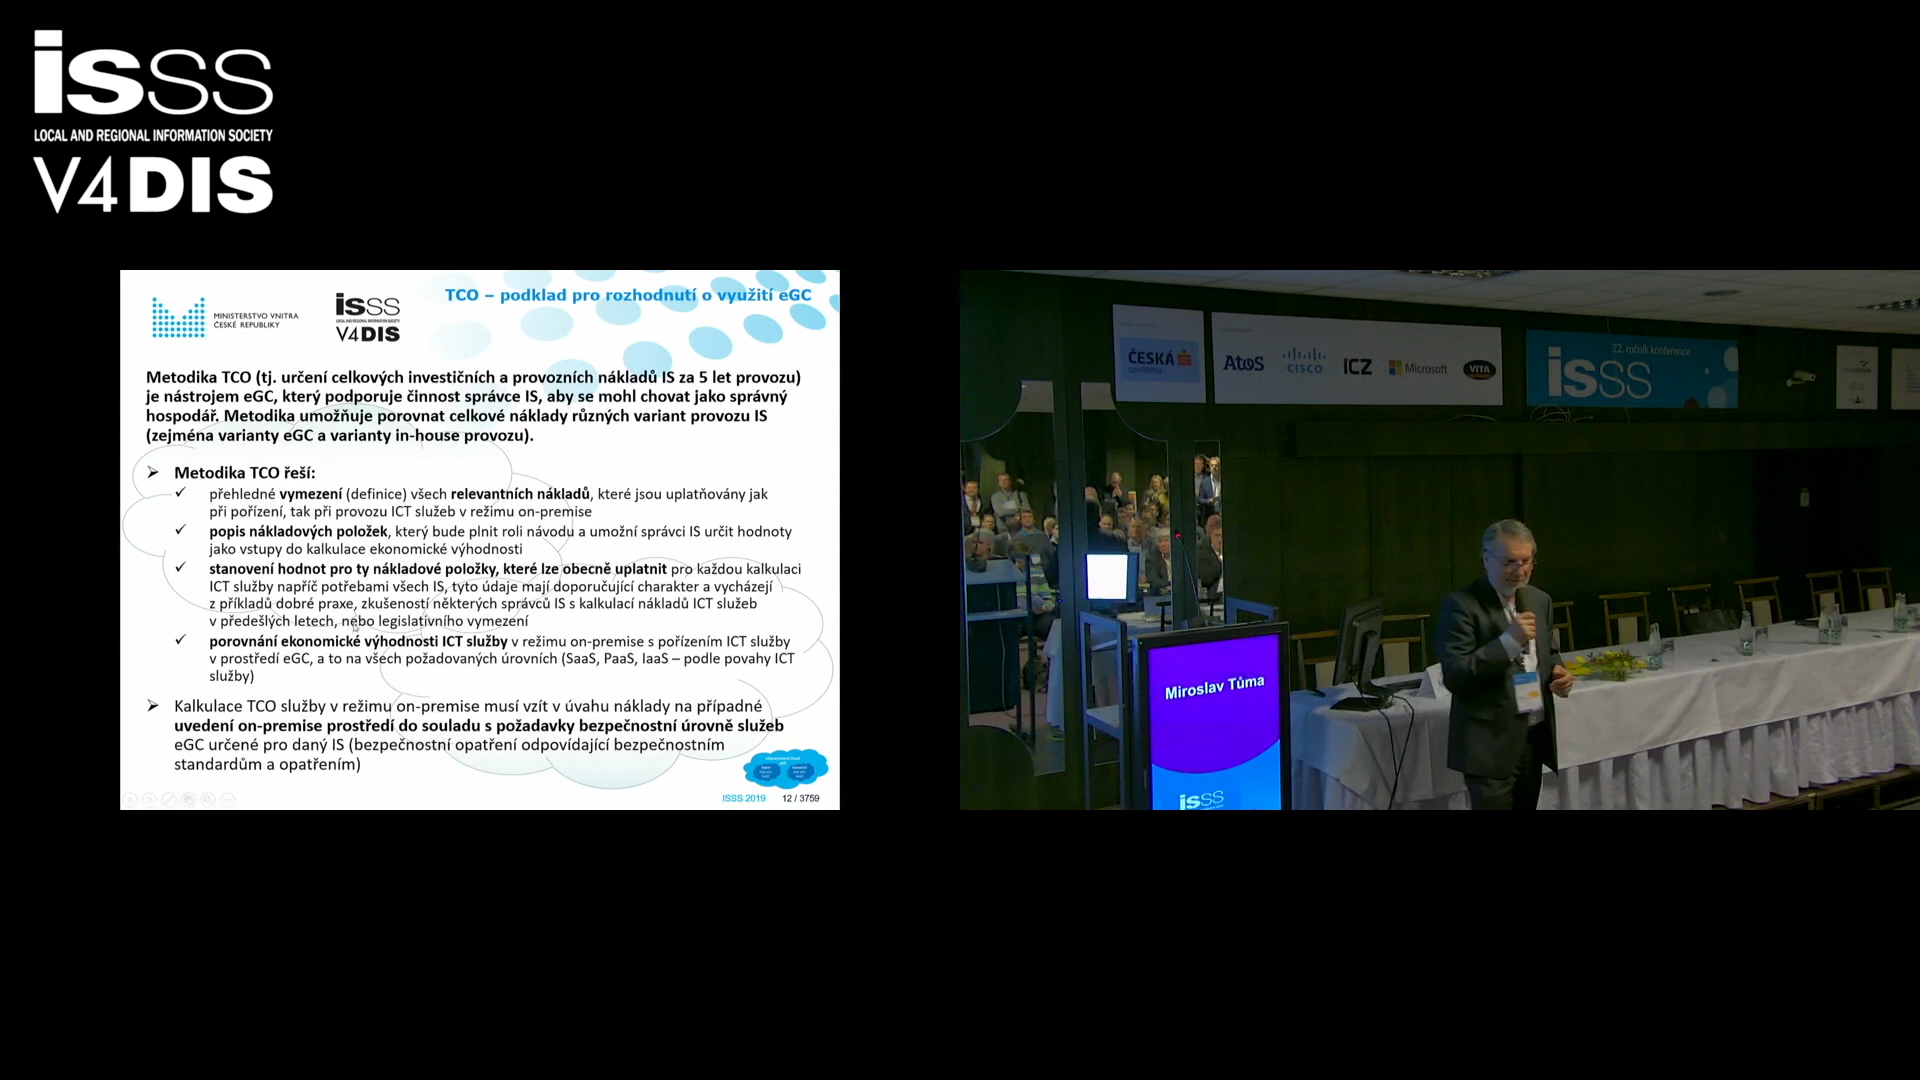 isss
LOCAL AND REGIONAL INFORMATION SOCIETY
V4DIS
MINISTERSTVO VNITRA
ČESKÉ REPUBLIKY
isss
LOCAL AND REGIONAL INFORMATION SOCIETY
V4DIS
TCO – podklad pro rozhodnutí o využití eGC
Metodika TCO (tj. určení celkových investičních a provozních nákladů IS za 5 let provozu)
je nástrojem eGC, který podporuje činnost správce IS, aby se mohl chovat jako správný
hospodář. Metodika umožňuje porovnat celkové náklady různých variant provozu IS
(zejména varianty eGC a varianty in-house provozu).
➢ Metodika TCO řeší:
✓ přehledné vymezení (definice) všech relevantních nákladů, které jsou uplatňovány jak
při pořízení, tak při provozu ICT služeb v režimu on-premise
✓ popis nákladových položek, který bude plnit roli návodu a umožní správci IS určit hodnoty
jako vstupy do kalkulace ekonomické výhodnosti
✓ stanovení hodnot pro ty nákladové položky, které lze obecně uplatnit pro každou kalkulaci
ICT služby napříč potřebami všech IS, tyto údaje mají doporučující charakter a vycházejí
z příkladů dobré praxe, zkušeností některých správců IS s kalkulací nákladů ICT služeb
v předešlých letech, nebo legislativního vymezení
✓ porovnání ekonomické výhodnosti ICT služby v režimu on-premise s pořízením ICT služby
v prostředí eGC, a to na všech požadovaných úrovních (SaaS, PaaS, IaaS – podle povahy ICT
služby)
➢ Kalkulace TCO služby v režimu on-premise musí vzít v úvahu náklady na případné
uvedení on-premise prostředí do souladu s požadavky bezpečnostní úrovně služeb
eGC určené pro daný IS (bezpečnostní opatření odpovídající bezpečnostním
standardům a opatřením)
ISSS 2019 12 / 3759
ČESKÁ
spořitelna
Atos
CISCO
ICZ
Microsoft
VITA
22. ročník konference
isss
Miroslav Tůma
isss